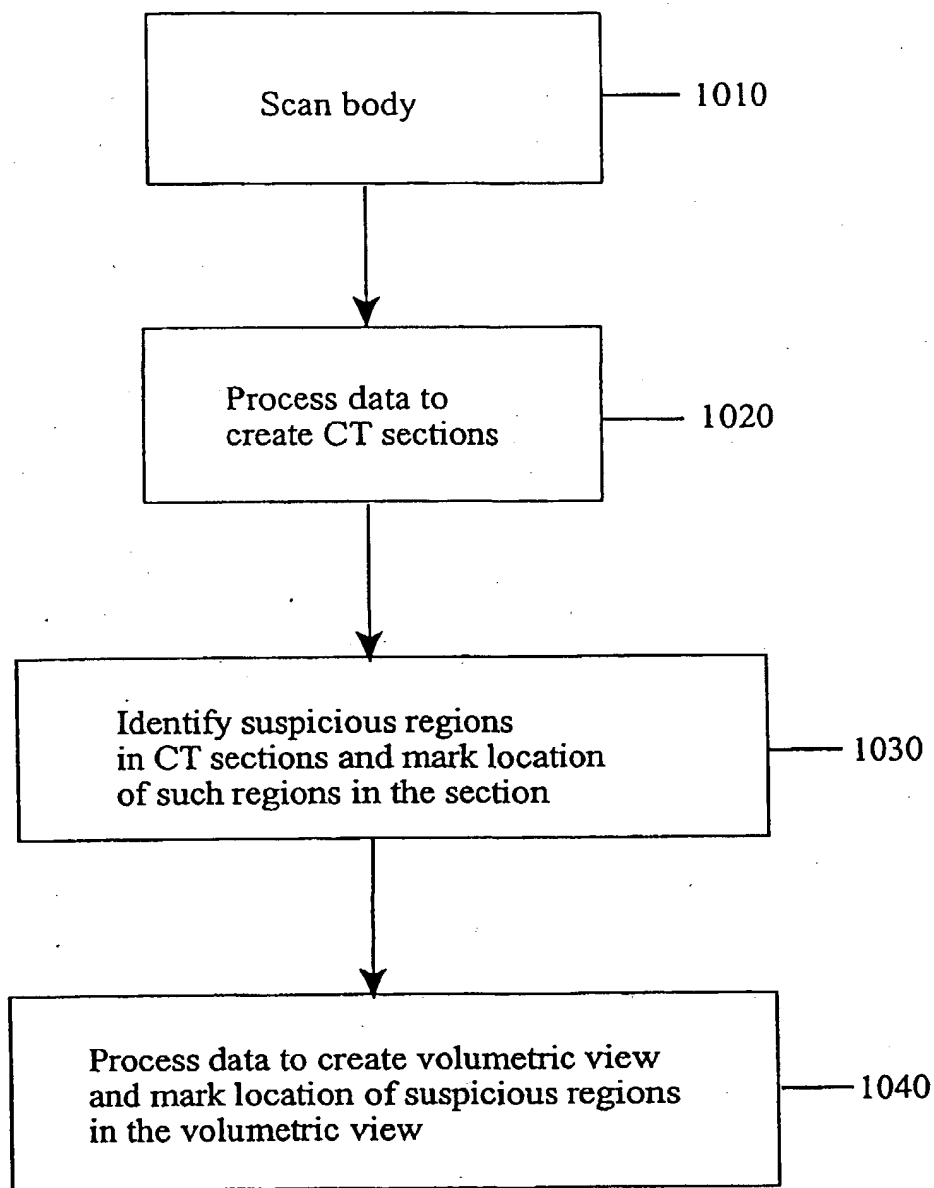 Scan body
1010
Process data to
create CT sections
1020
Identify suspicious regions
in CT sections and mark location
of such regions in the section
1030
Process data to create volumetric view
and mark location of suspicious regions
in the volumetric view
1040